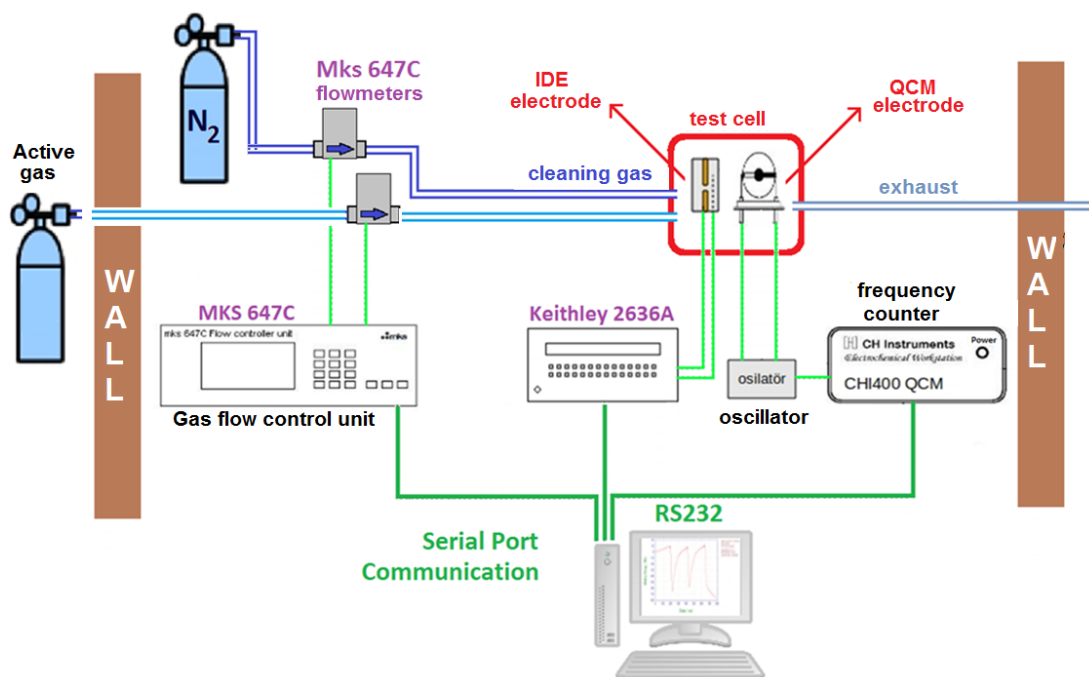 Mks 647C
flowmeters
N2
Active
gas
IDE
electrode
QCM
electrode
test cell
cleaning gas
exhaust
WALL
WALL
MKS 647C
mks 647C Flow controller unit
mks
Gas flow control unit
Keithley 2636A
osilatör
oscillator
frequency
counter
CH Instruments
Electrochemical Workstation
Power
CHI400 QCM
Serial Port
Communication
RS232